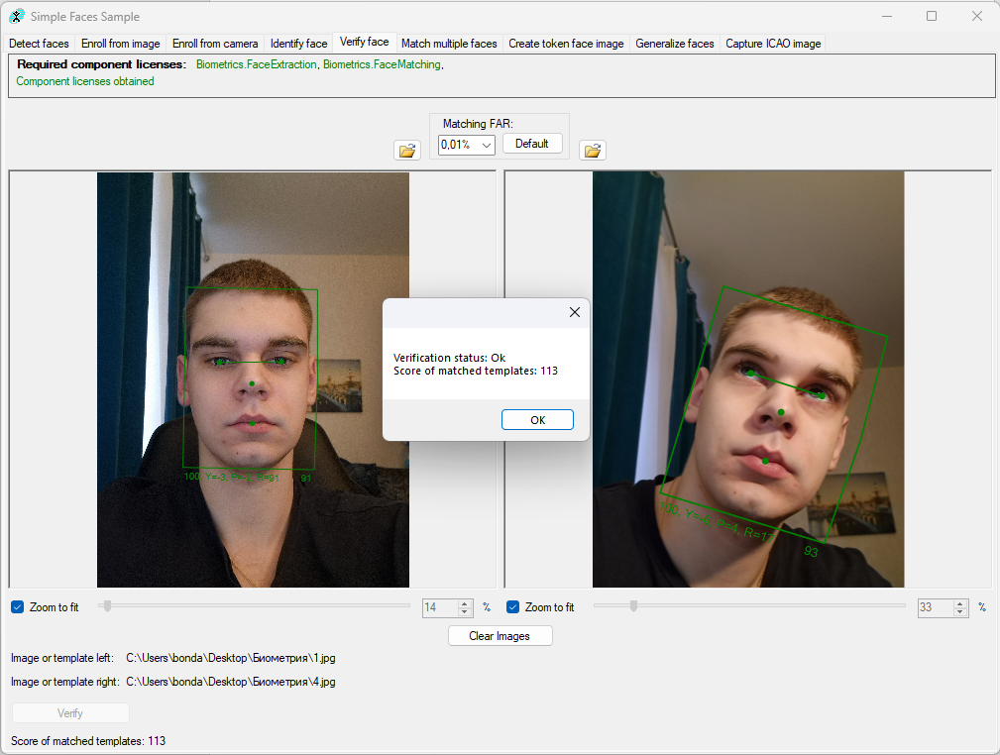 Simple Faces Sample
Detect faces Enroll from image Enroll from camera Identify face Verify face Match multiple faces Create token face image Generalize faces Capture ICAO image
Required component licenses: Biometrics.FaceExtraction, Biometrics.FaceMatching,
Component licenses obtained
Matching FAR:
0,01% Default
Verification status: Ok
Score of matched templates: 113
OK
100, Y=-3, R=91 91
100, Y=-6, P=4, R=17
93
Zoom to fit 14 % Zoom to fit 33 %
Clear Images
Image or template left: C:\Users\bonda\Desktop\Биометрия\1.jpg
Image or template right: C:\Users\bonda\Desktop\Биометрия\4.jpg
Verify
Score of matched templates: 113